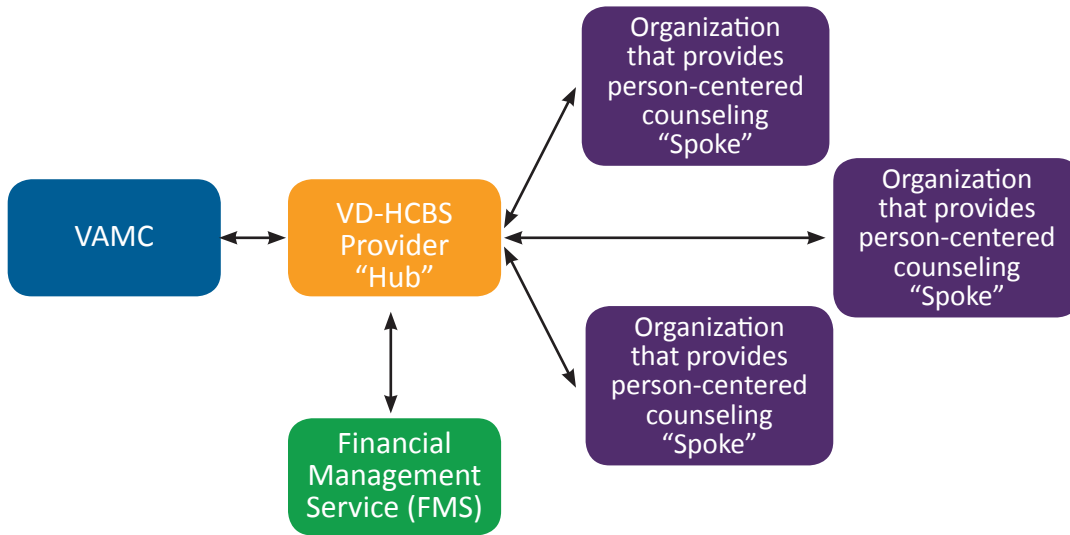 Organization
that provides
person-centered
counseling
“Spoke”
VAMC
VD-HCBS
Provider
“Hub”
Organization
that provides
person-centered
counseling
“Spoke”
Organization
that provides
person-centered
counseling
“Spoke”
Financial
Management
Service (FMS)